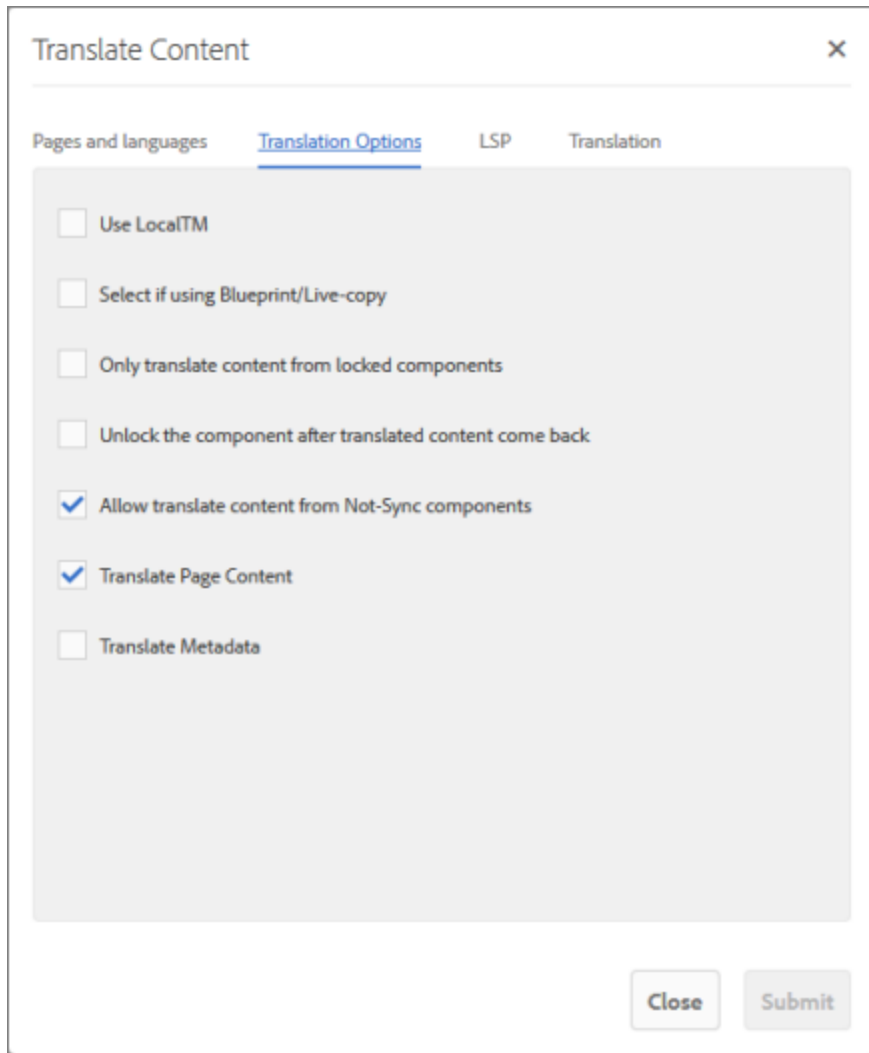 Translate Content
Pages and languages Translation Options LSP Translation
Use LocalTM
Select if using Blueprint/Live-copy
Only translate content from locked components
Unlock the component after translated content come back
Allow translate content from Not-Sync components
Translate Page Content
Translate Metadata
Close Submit